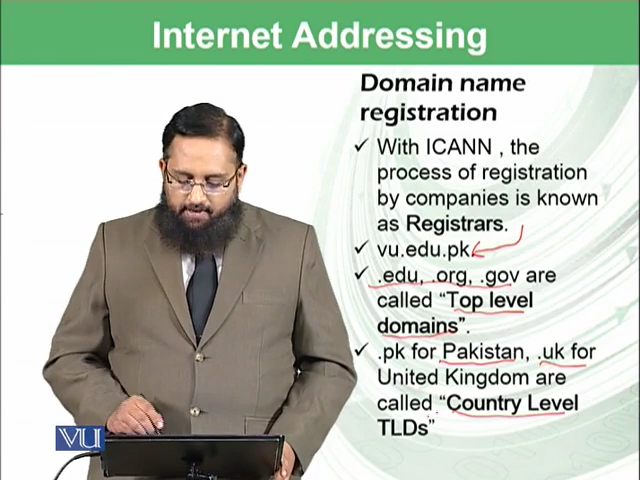 Internet Addressing
Domain name
registration
✓ With ICANN , the
process of registration
by companies is known
as Registrars.
✓ vu.edu.pk
✓ .edu, .org, .gov are
called “Top level
domains”.
✓ .pk for Pakistan, .uk for
United Kingdom are
called “Country Level
TLDs”
VU